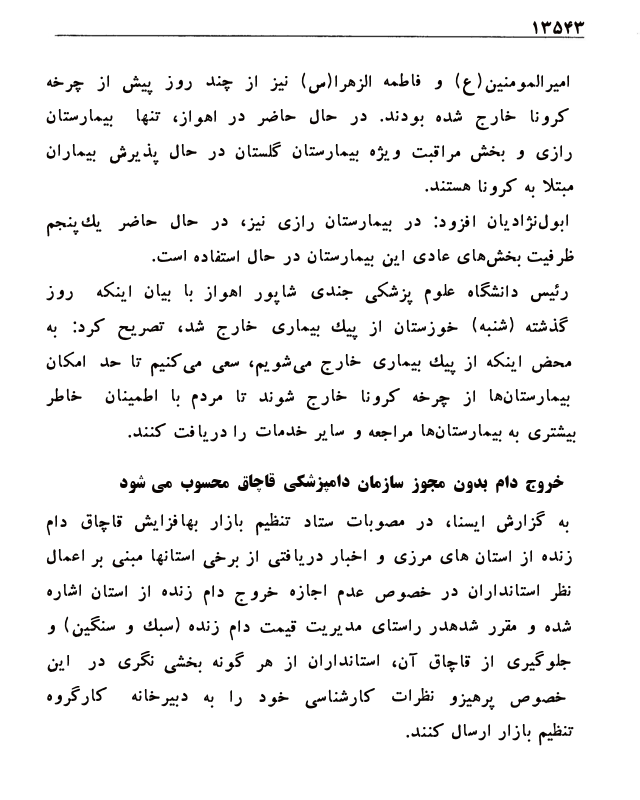 ۱۳۵۴۳
امیرالمومنین(ع) و فاطمه الزهرا(س) نیز از چند روز پیش از چرخه
کرونا خارج شده بودند. در حال حاضر در اهواز، تنها بیمارستان
رازی و بخش مراقبت ویژه بیمارستان گلستان در حال پذیرش بیماران
مبتلا به کرونا هستند.
ابول‌نژادیان افزود: در بیمارستان رازی نیز، در حال حاضر یك‌پنجم
ظرفیت بخش‌های عادی این بیمارستان در حال استفاده است.
رئیس دانشگاه علوم پزشکی جندی شاپور اهواز با بیان اینکه روز
گذشته (شنبه) خوزستان از پیك بیماری خارج شد، تصریح کرد: به
محض اینکه از پیك بیماری خارج می‌شویم، سعی می‌کنیم تا حد امکان
بیمارستان‌ها از چرخه کرونا خارج شوند تا مردم با اطمینان خاطر
بیشتری به بیمارستان‌ها مراجعه و سایر خدمات را دریافت کنند.
خروج دام بدون مجوز سازمان دامپزشکی قاچاق محسوب می شود
به گزارش ایسنا، در مصوبات ستاد تنظیم بازار بهافزایش قاچاق دام
زنده از استان های مرزی و اخبار دریافتی از برخی استانها مبنی بر اعمال
نظر استانداران در خصوص عدم اجازه خروج دام زنده از استان اشاره
شده و مقرر شدهدر راستای مدیریت قیمت دام زنده (سبك و سنگین) و
جلوگیری از قاچاق آن، استانداران از هر گونه بخشی نگری در این
خصوص پرهیزو نظرات کارشناسی خود را به دبیرخانه کارگروه
تنظیم بازار ارسال کنند.